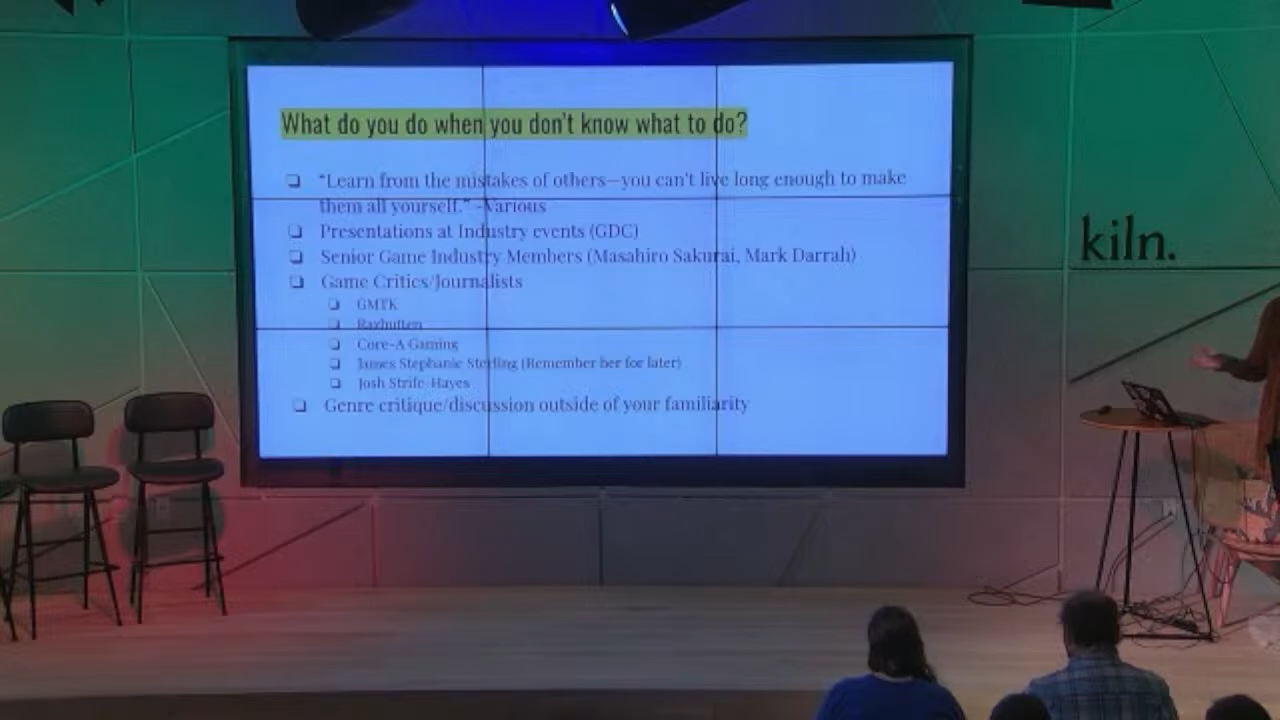 What do you do when you don't know what to do?
❏ "Learn from the mistakes of others—you can't live long enough to make
them all yourself." -Various
❏ Presentations at Industry events (GDC)
❏ Senior Game Industry Members (Masahiro Sakurai, Mark Darrah)
❏ Game Critics/Journalists
❏ GMTK
❏ Razbuten
❏ Core-A Gaming
❏ James Stephanie Sterling (Remember her for later)
❏ Josh Strife Hayes
❏ Genre critique/discussion outside of your familiarity
kiln.